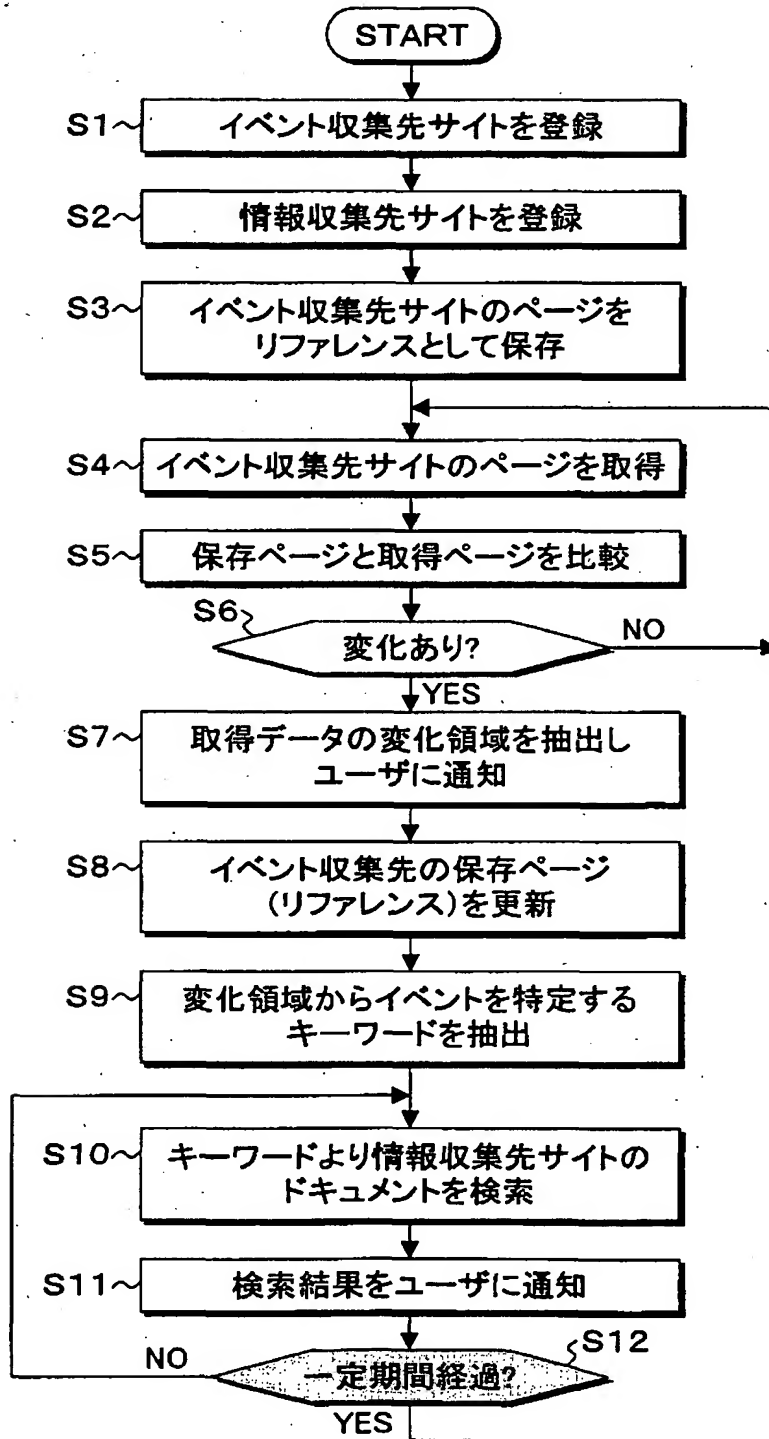 START
S1~ イベント収集先サイトを登録
S2~ 情報収集先サイトを登録
S3~ イベント収集先サイトのページを
リファレンスとして保存
S4~ イベント収集先サイトのページを取得
S5~ 保存ページと取得ページを比較
S6
変化あり?
NO
YES
S7~ 取得データの変化領域を抽出し
ユーザに通知
S8~ イベント収集先の保存ページ
(リファレンス)を更新
S9~ 変化領域からイベントを特定する
キーワードを抽出
S10~ キーワードより情報収集先サイトの
ドキュメントを検索
S11~ 検索結果をユーザに通知
S12
NO
一定期間経過?
YES